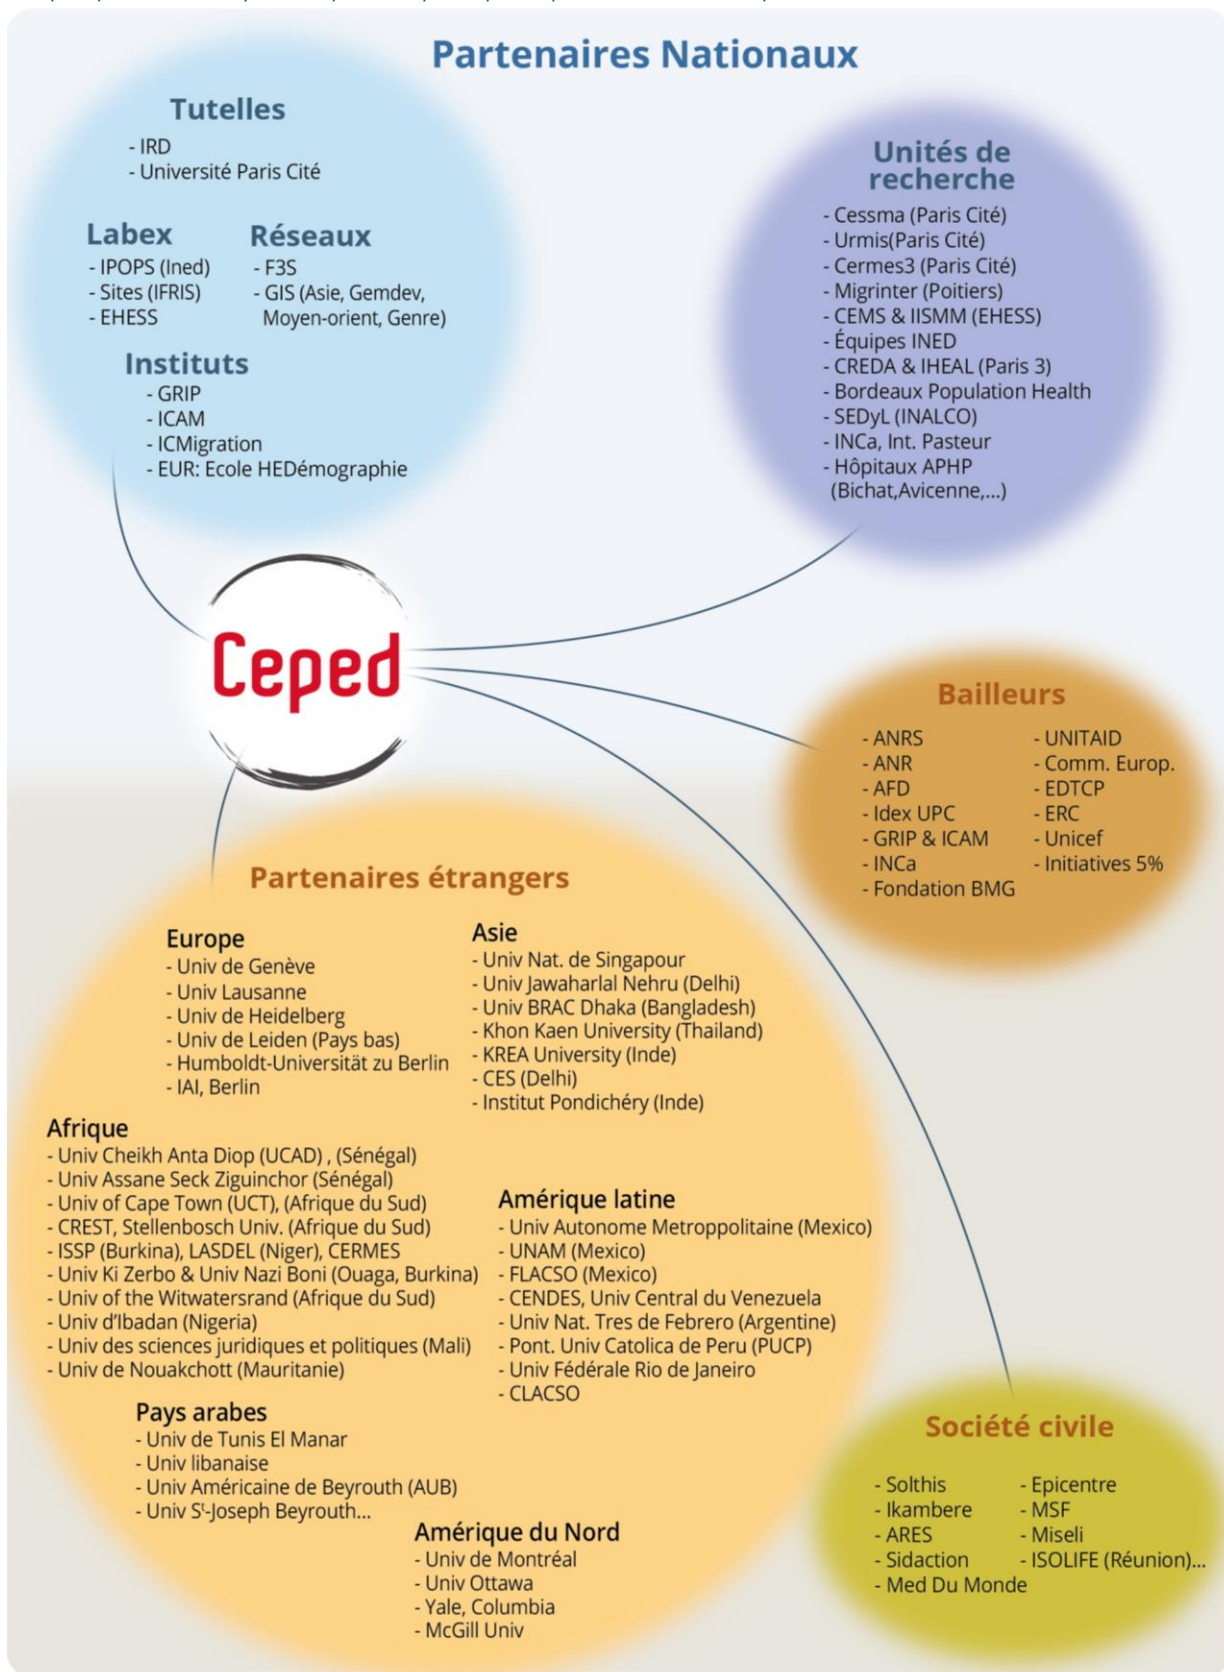 Partenaires Nationaux
Tutelles
- IRD
- Université Paris Cité
Labex
- IPOPS (Ined)
- Sites (IFRIS)
- EHESS
Réseaux
- F3S
- GIS (Asie, Gemdev,
Moyen-orient, Genre)
Instituts
- GRIP
- ICAM
- ICMigration
- EUR: Ecole HEDémographie
Unités de
recherche
- Cessma (Paris Cité)
- Urmis(Paris Cité)
- Cermes3 (Paris Cité)
- Migrinter (Poitiers)
- CEMS & IISMM (EHESS)
- Équipes INED
- CREDA & IHEAL (Paris 3)
- Bordeaux Population Health
- SEDyL (INALCO)
- INCa, Int. Pasteur
- Hôpitaux APHP
(Bichat,Avicenne,...)
Ceped
Bailleurs
- ANRS
- ANR
- AFD
- Idex UPC
- GRIP & ICAM
- INCa
- Fondation BMG
- UNITAID
- Comm. Europ.
- EDTCP
- ERC
- Unicef
- Initiatives 5%
Partenaires étrangers
Europe
- Univ de Genève
- Univ Lausanne
- Univ de Heidelberg
- Univ de Leiden (Pays bas)
- Humboldt-Universität zu Berlin
- IAI, Berlin
Asie
- Univ Nat. de Singapour
- Univ Jawaharlal Nehru (Delhi)
- Univ BRAC Dhaka (Bangladesh)
- Khon Kaen University (Thailand)
- KREA University (Inde)
- CES (Delhi)
- Institut Pondichéry (Inde)
Afrique
- Univ Cheikh Anta Diop (UCAD) , (Sénégal)
- Univ Assane Seck Ziguinchor (Sénégal)
- Univ of Cape Town (UCT), (Afrique du Sud)
- CREST, Stellenbosch Univ. (Afrique du Sud)
- ISSP (Burkina), LASDEL (Niger), CERMES
- Univ Ki Zerbo & Univ Nazi Boni (Ouaga, Burkina)
- Univ of the Witwatersrand (Afrique du Sud)
- Univ d'Ibadan (Nigeria)
- Univ des sciences juridiques et politiques (Mali)
- Univ de Nouakchott (Mauritanie)
Amérique latine
- Univ Autonome Metroppolitaine (Mexico)
- UNAM (Mexico)
- FLACSO (Mexico)
- CENDES, Univ Central du Venezuela
- Univ Nat. Tres de Febrero (Argentine)
- Pont. Univ Catolica de Peru (PUCP)
- Univ Fédérale Rio de Janeiro
- CLACSO
Pays arabes
- Univ de Tunis El Manar
- Univ libanaise
- Univ Américaine de Beyrouth (AUB)
- Univ Sᵗ-Joseph Beyrouth...
Amérique du Nord
- Univ de Montréal
- Univ Ottawa
- Yale, Columbia
- McGill Univ
Société civile
- Solthis
- Ikambere
- ARES
- Sidaction
- Med Du Monde
- Epicentre
- MSF
- Miseli
- ISOLIFE (Réunion)...